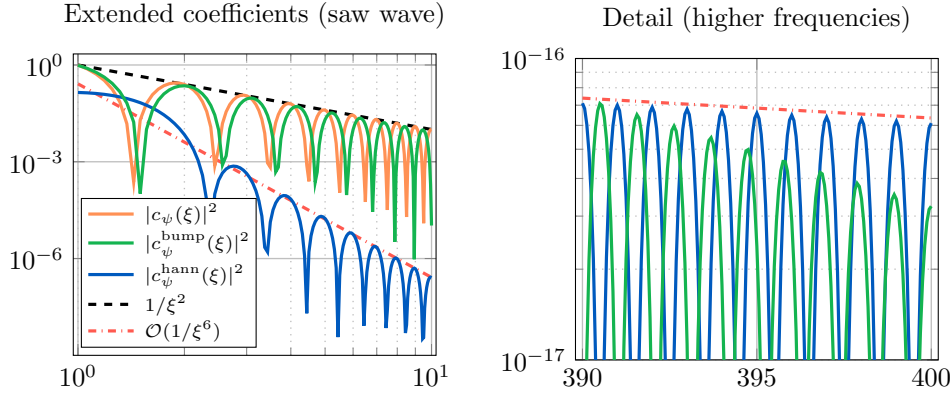 Extended coefficients (saw wave)
10^0
10^−3
10^−6
|c_ψ(ξ)|^2
|c_ψ^bump(ξ)|^2
|c_ψ^hann(ξ)|^2
1/ξ^2
𝒪(1/ξ^6)
10^0
10^1
Detail (higher frequencies)
10^−16
10^−17
390
395
400